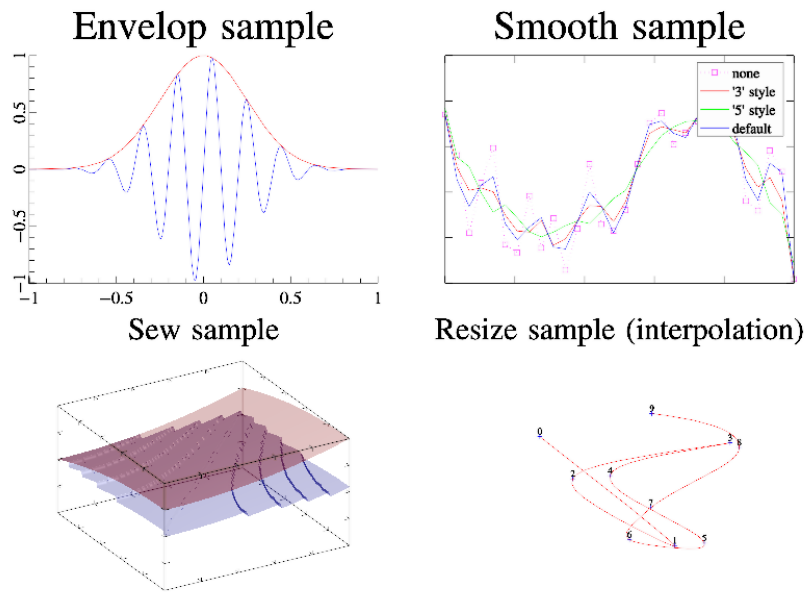 Envelop sample
Smooth sample
1
0.5
0
−0.5
−1
−1 −0.5 0 0.5 1
none
'3' style
'5' style
default
Sew sample
Resize sample (interpolation)
9
0
3
2
4
7
6
1
5